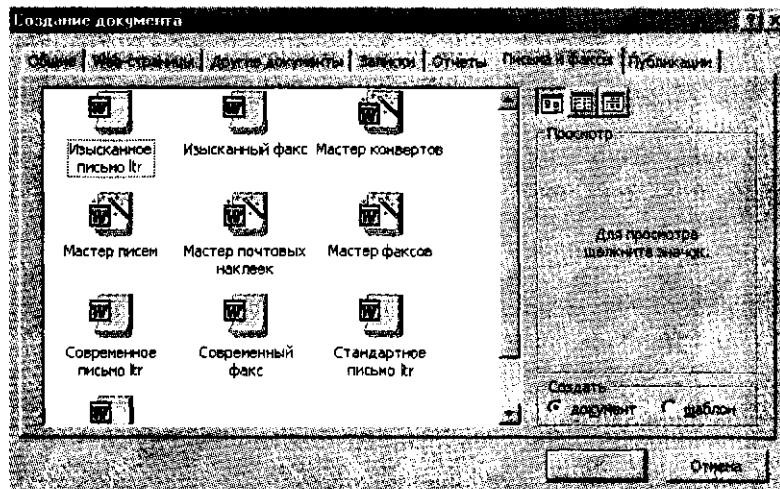 Создание документа
Общие Web-страницы Другие документы Записки Отчеты Письма и факсы Публикации
Изысканное письмо ltr
Изысканный факс
Мастер конвертов
Просмотр
Для просмотра щелкните значок.
Мастер писем
Мастер почтовых наклеек
Мастер факсов
Современное письмо ltr
Современный факс
Стандартное письмо ltr
Создать
документ шаблон
Отмена